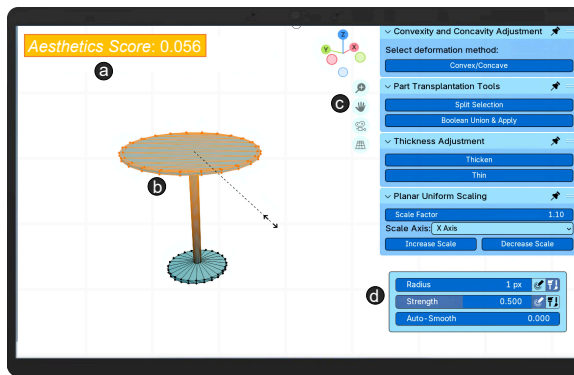 Aesthetics Score: 0.056
a
b
c
d
Z
Y
X
Convexity and Concavity Adjustment
Select deformation method:
Convex/Concave
Part Transplantation Tools
Split Selection
Boolean Union & Apply
Thickness Adjustment
Thicken
Thin
Planar Uniform Scaling
Scale Factor 1.10
Scale Axis: X Axis
Increase Scale Decrease Scale
Radius 1 px
Strength 0.500
Auto-Smooth 0.000